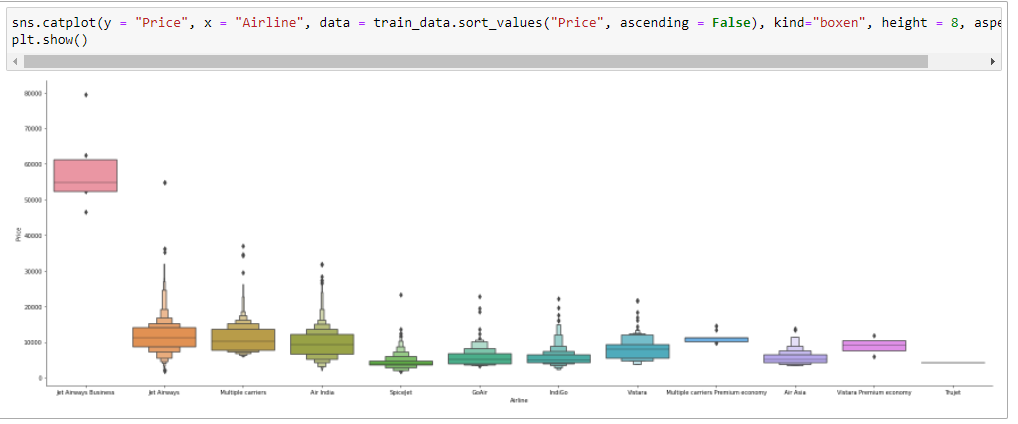 sns.catplot(y = "Price", x = "Airline", data = train_data.sort_values("Price", ascending = False), kind="boxen", height = 8, aspe
plt.show()
80000
70000
60000
50000
40000
30000
20000
10000
0
Price
Jet Airways Business Jet Airways Multiple carriers Air India SpiceJet GoAir IndiGo Vistara Multiple carriers Premium economy Air Asia Vistara Premium economy Trujet
Airline